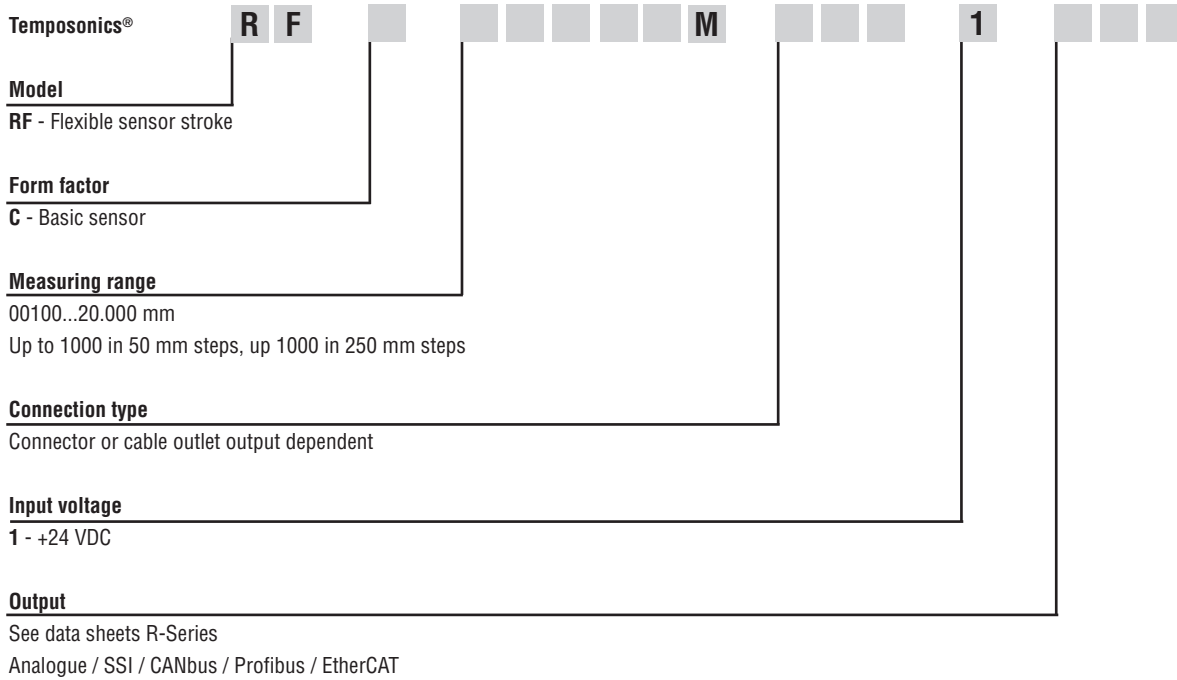 Temposonics® R F M 1
Model
RF - Flexible sensor stroke
Form factor
C - Basic sensor
Measuring range
00100...20.000 mm
Up to 1000 in 50 mm steps, up 1000 in 250 mm steps
Connection type
Connector or cable outlet output dependent
Input voltage
1 - +24 VDC
Output
See data sheets R-Series
Analogue / SSI / CANbus / Profibus / EtherCAT